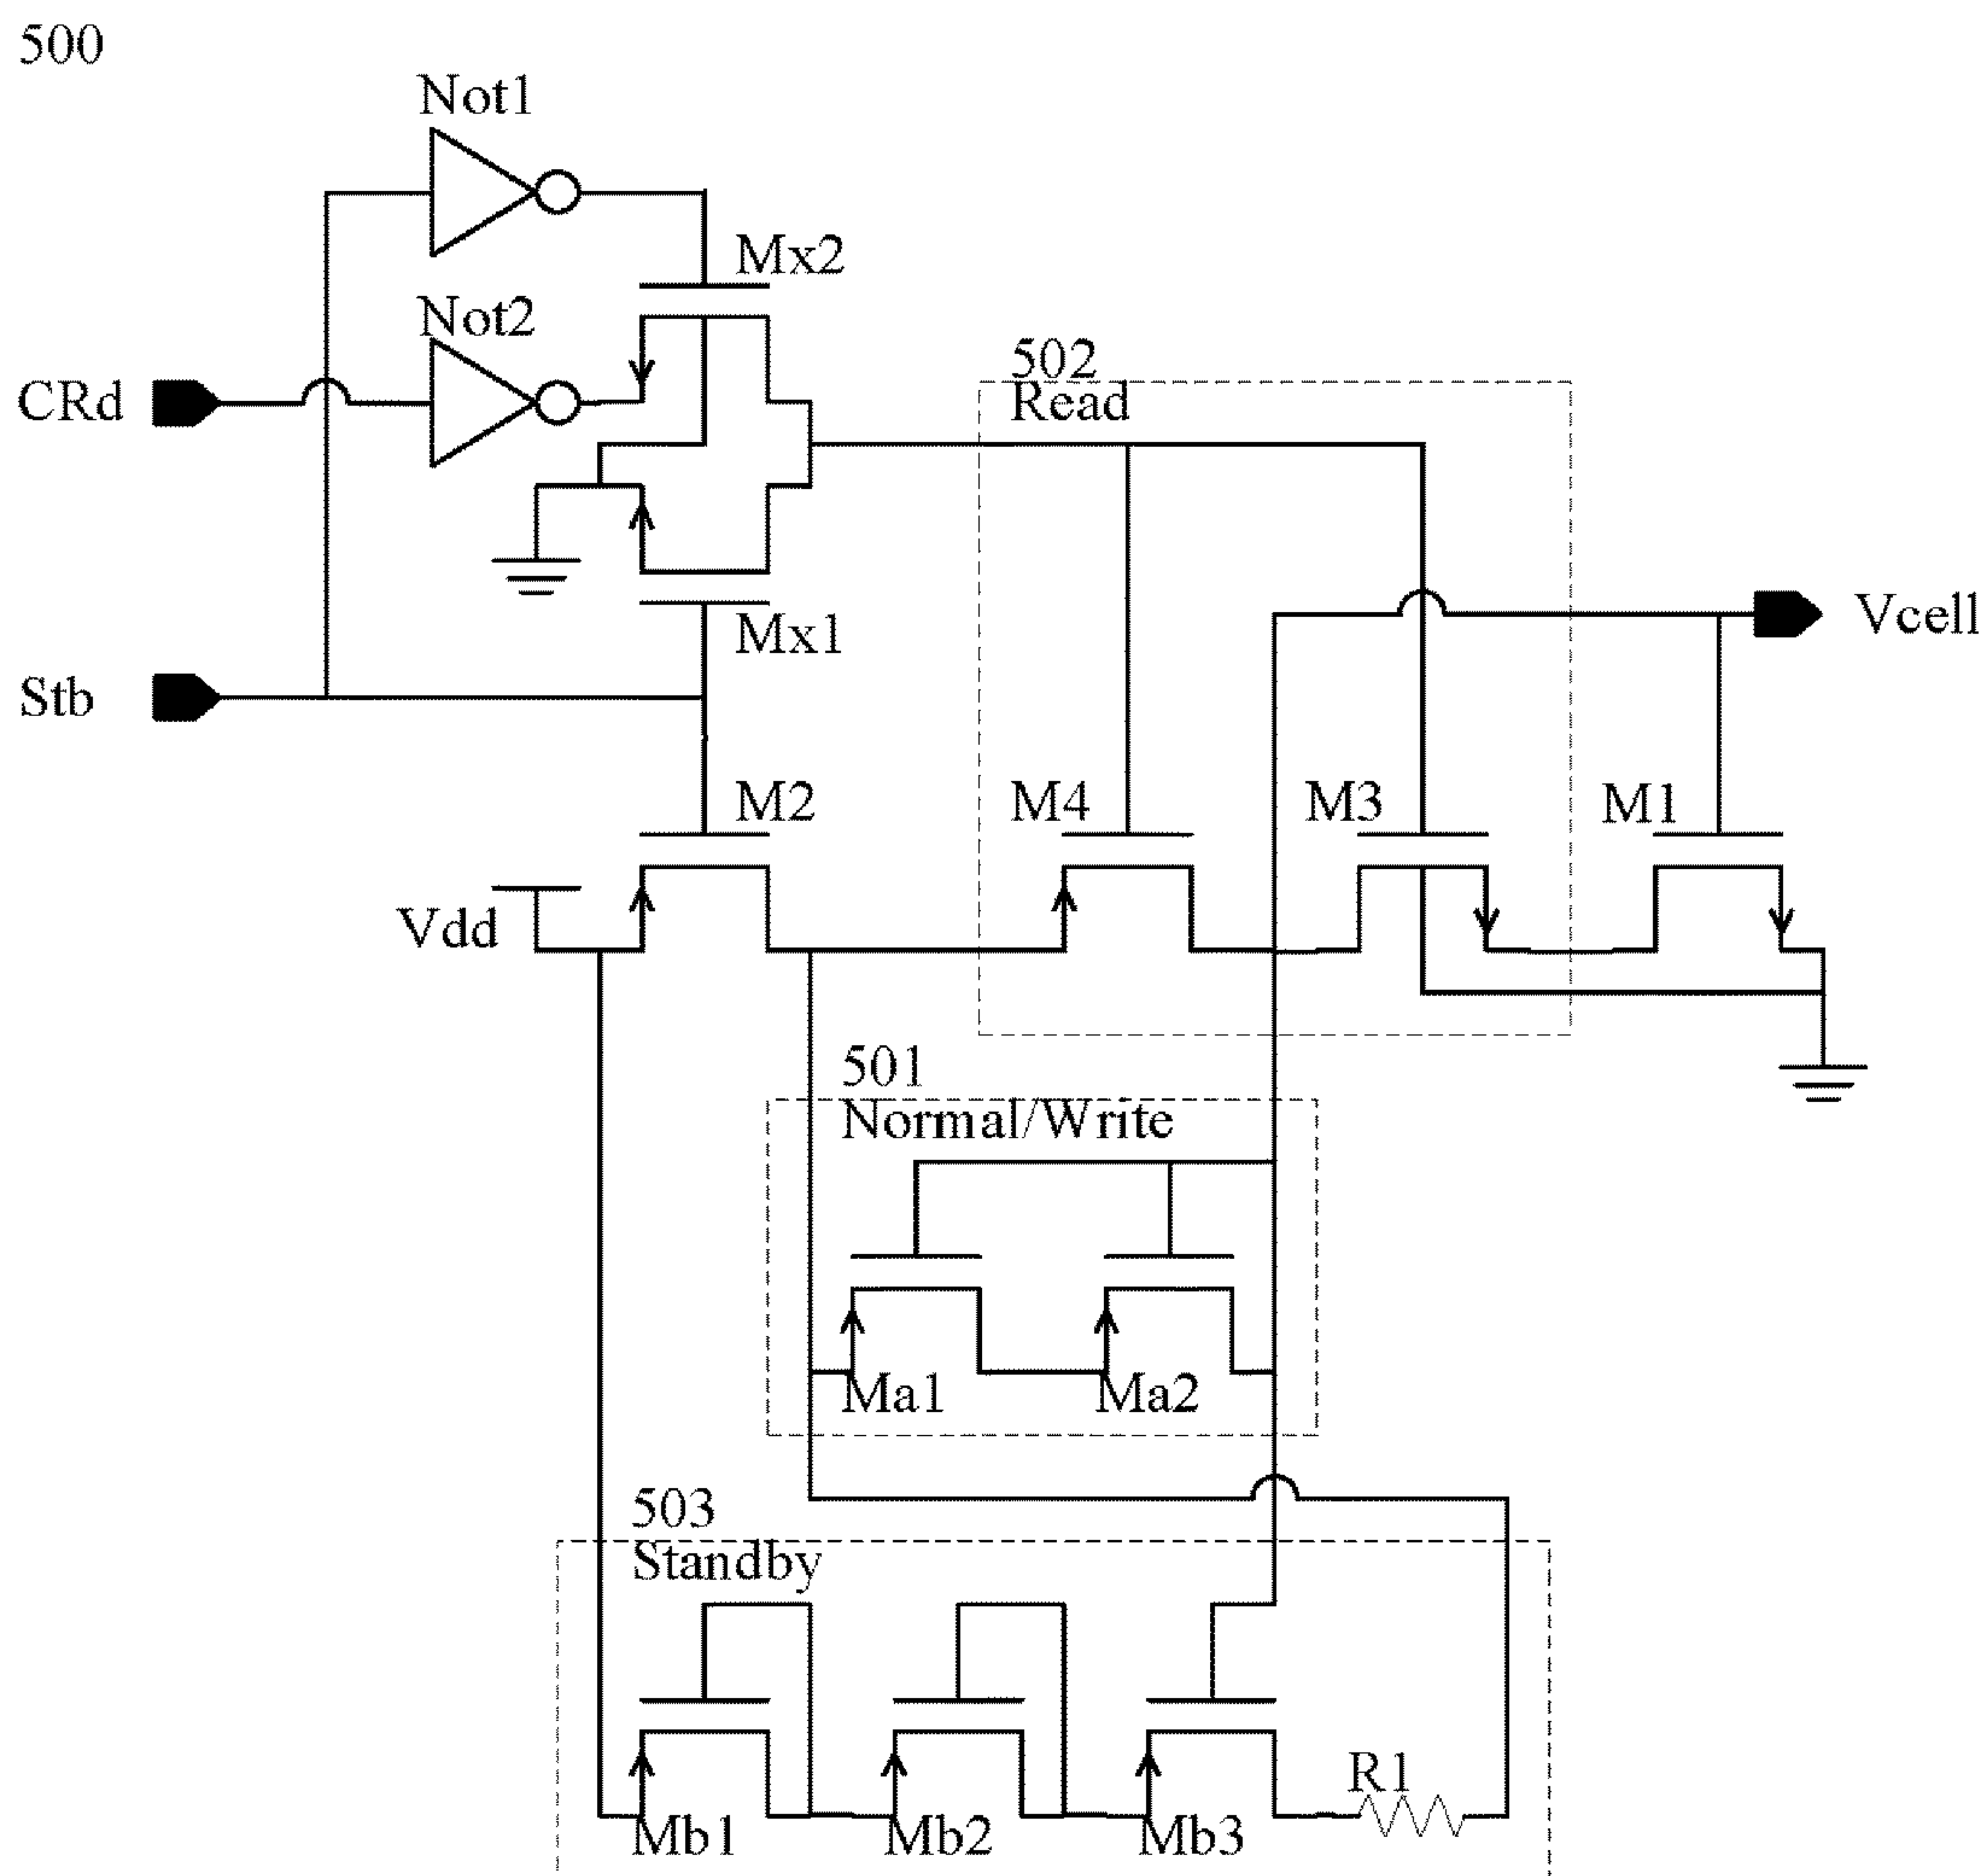 500
Not1
Mx2
Not2
502
CRd
Read
Vcell
Mx1
Stb
M2
M4
M3
M1
Vdd
501
Normal/Write
Ma1
Ma2
503
Standby
R1
Mb1
Mb2
Mb3